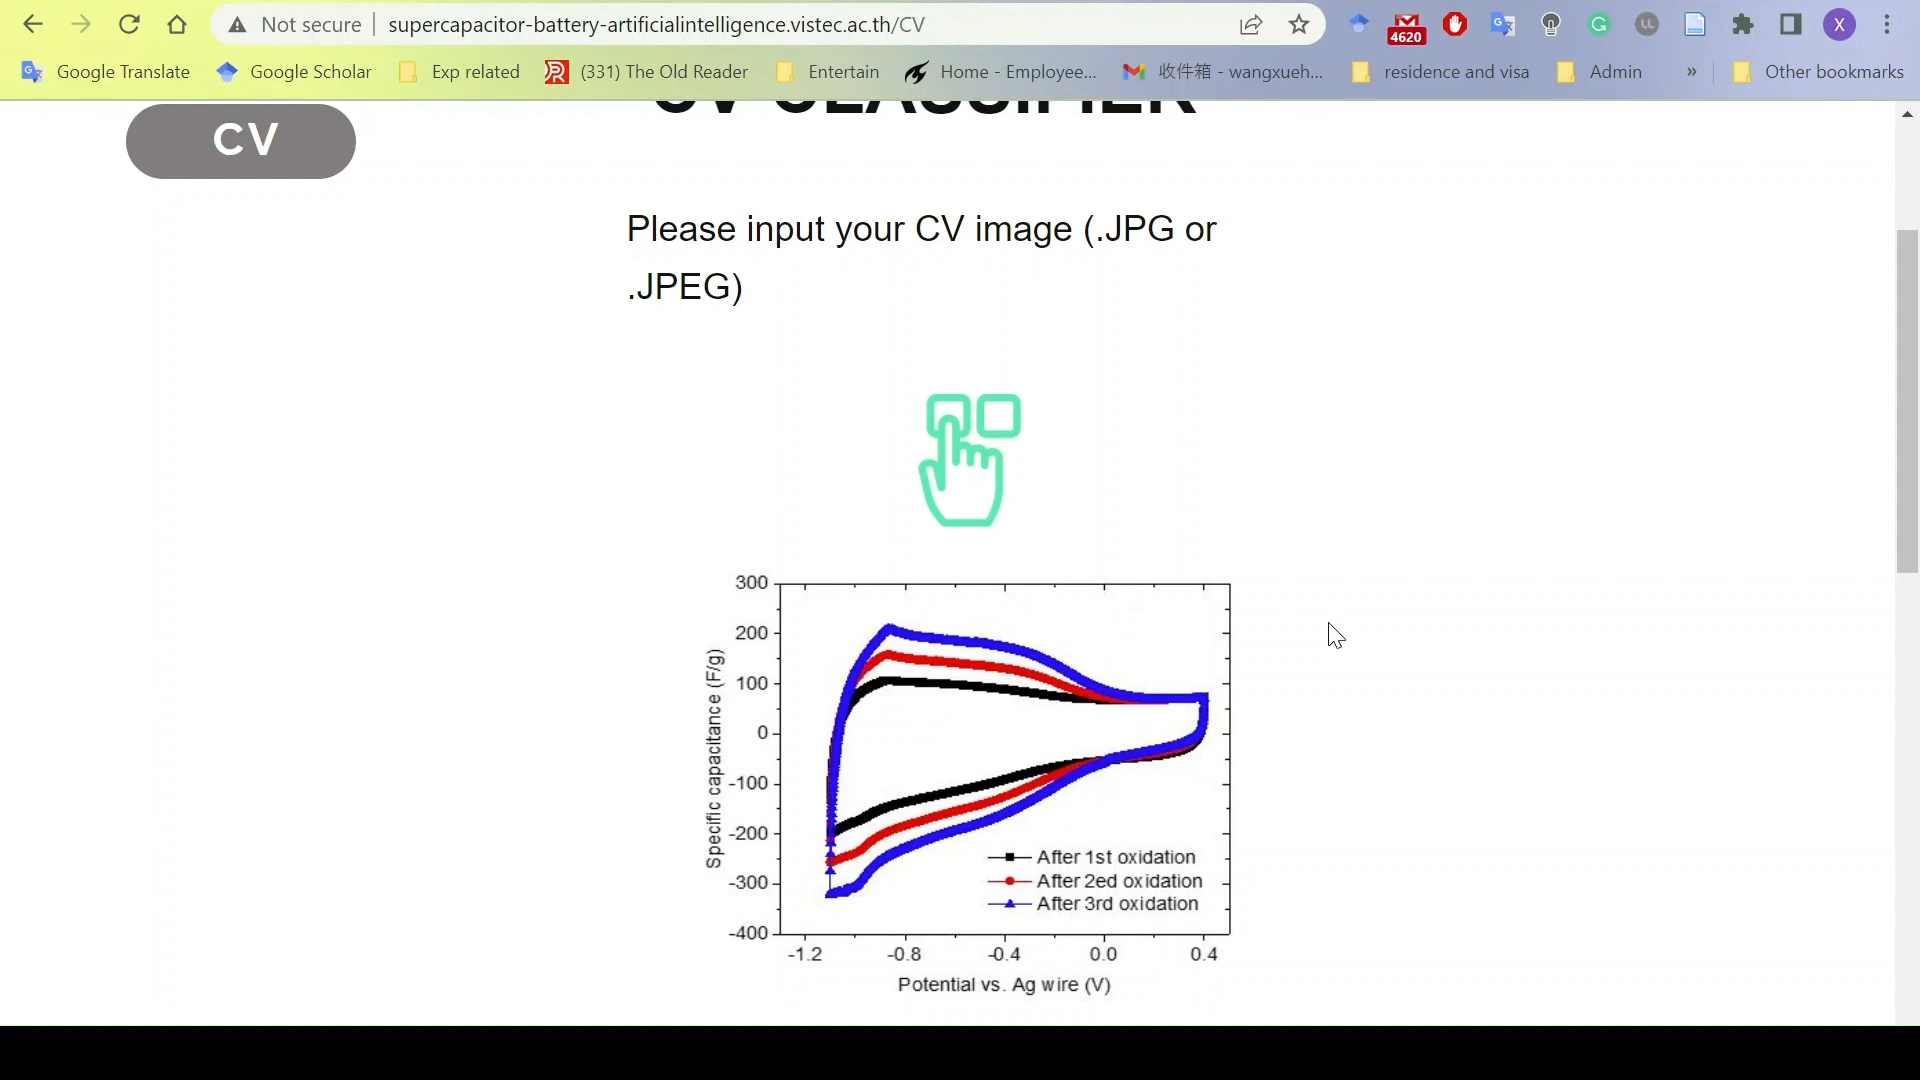 Not secure supercapacitor-battery-artificialintelligence.vistec.ac.th/CV
4620
X
Google Translate Google Scholar Exp related (331) The Old Reader Entertain Home - Employee... 收件箱 - wangxueh... residence and visa Admin » Other bookmarks
CV CLASSIFIER
CV
Please input your CV image (.JPG or
.JPEG)
300
200
100
0
-100
-200
-300
-400
Specific capacitance (F/g)
After 1st oxidation
After 2ed oxidation
After 3rd oxidation
-1.2 -0.8 -0.4 0.0 0.4
Potential vs. Ag wire (V)